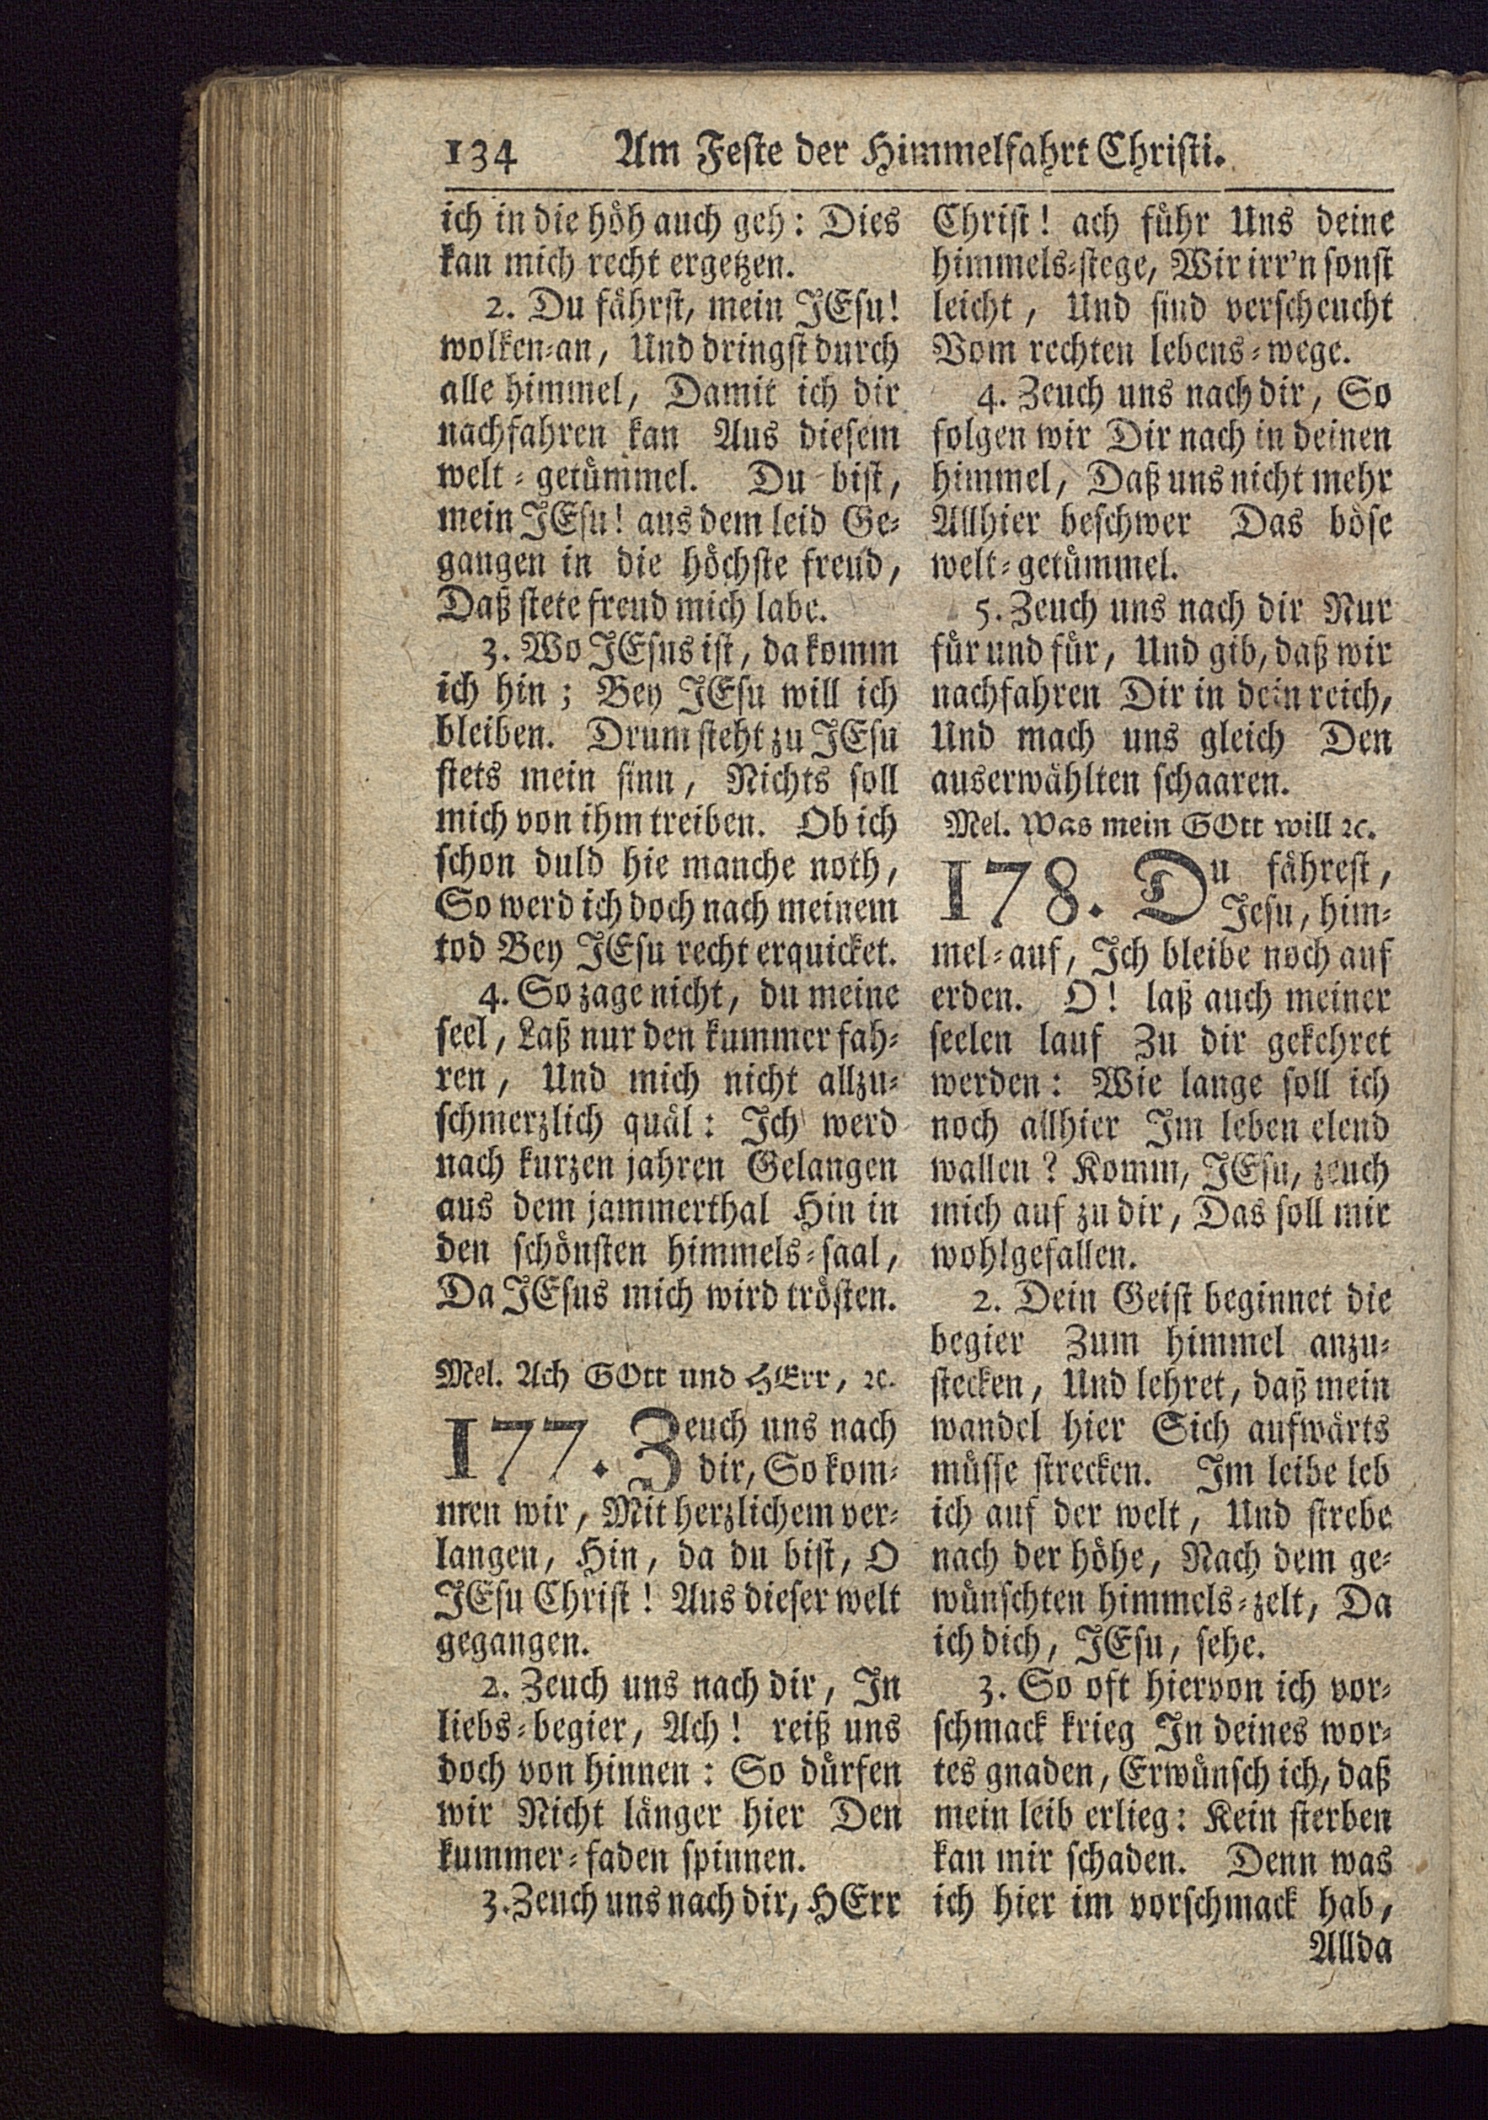 134 Am Feste der Himmelfahrt Christi.
ich in die höh auch geh: Dies
kan mich recht ergetzen.
2. Du fährst, mein JEsu!
wolken-an, Und dringst durch
alle himmel, Damit ich dir
nachfahren kan Aus diesem
welt-getümmel. Du bist,
mein JEsu! aus dem leid Ge-
gangen in die höchste freud,
Daß stete freud mich labe.
3. Wo JEsus ist, da komm
ich hin; Bey JEsu will ich
bleiben. Drum steht zu JEsu
stets mein sinn, Nichts soll
mich von ihm treiben. Ob ich
schon duld hie manche noth,
So werd ich doch nach meinem
tod Bey JEsu recht erquicket.
4. So zage nicht, du meine
seel, Laß nur den kummer fah-
ren, Und mich nicht allzu-
schmerzlich quäl: Ich werd
nach kurzen jahren Gelangen
aus dem jammerthal Hin in
den schönsten himmels-saal,
Da JEsus mich wird trösten.
Mel. Ach GOtt und HErr, ꝛc.
177. Zeuch uns nach
dir, So kom-
men wir, Mit herzlichem ver-
langen, Hin, da du bist, O
JEsu Christ! Aus dieser welt
gegangen.
2. Zeuch uns nach dir, In
liebs-begier, Ach! reiß uns
doch von hinnen: So dürfen
wir Nicht länger hier Den
kummer-faden spinnen.
3. Zeuch uns nach dir, HErr
Christ! ach führ Uns deine
himmels-stege, Wir irr'n sonst
leicht, Und sind verscheucht
Vom rechten lebens-wege.
4. Zeuch uns nach dir, So
folgen wir Dir nach in deinen
himmel, Daß uns nicht mehr
Allhier beschwer Das böse
welt-getümmel.
5. Zeuch uns nach dir Nur
für und für, Und gib, daß wir
nachfahren Dir in dein reich,
Und mach uns gleich Den
auserwählten schaaren.
Mel. Was mein GOtt will ꝛc.
178. Du fährest,
Jesu, him-
mel-auf, Ich bleibe noch auf
erden. O! laß auch meiner
seelen lauf Zu dir gekehret
werden: Wie lange soll ich
noch allhier Im leben elend
wallen? Komm, JEsu, zeuch
mich auf zu dir, Das soll mir
wohlgefallen.
2. Dein Geist beginnet die
begier Zum himmel anzu-
stecken, Und lehret, daß mein
wandel hier Sich aufwärts
müsse strecken. Im leibe leb
ich auf der welt, Und strebe
nach der höhe, Nach dem ge-
wünschten himmels-zelt, Da
ich dich, JEsu, sehe.
3. So oft hiervon ich vor-
schmack krieg In deines wor-
tes gnaden, Erwünsch ich, daß
mein leib erlieg: Kein sterben
kan mir schaden. Denn was
ich hier im vorschmack hab,
Allda